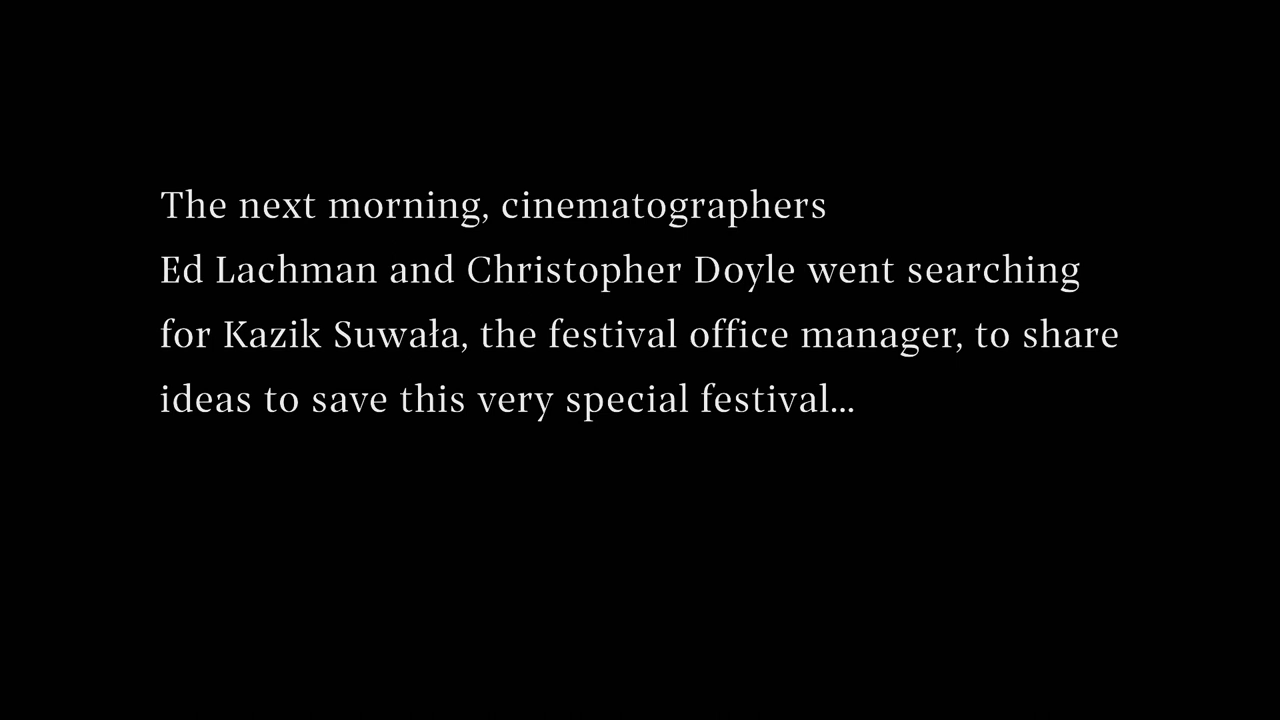 The next morning, cinematographers
Ed Lachman and Christopher Doyle went searching
for Kazik Suwała, the festival office manager, to share
ideas to save this very special festival...